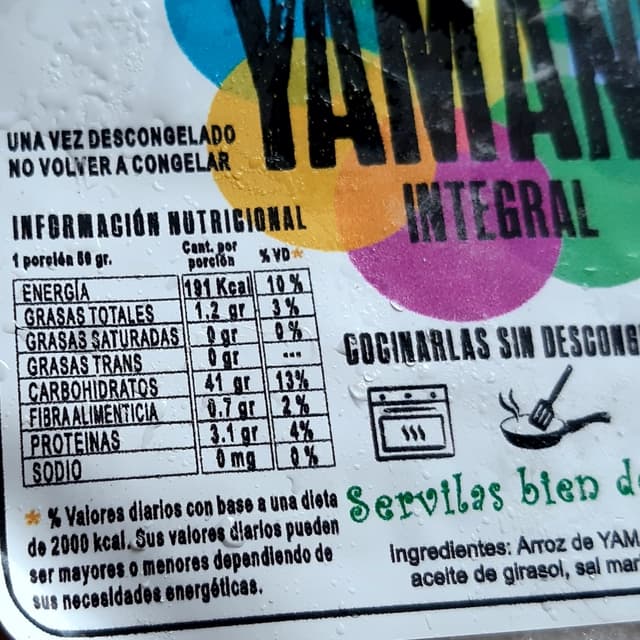 YAMAN
INTEGRAL
UNA VEZ DESCONGELADO
NO VOLVER A CONGELAR
INFORMACIÓN NUTRICIONAL
1 porción 50 gr. Cant. por porción % VD*
ENERGÍA 191 Kcal 10 %
GRASAS TOTALES 1.2 gr 3 %
GRASAS SATURADAS 0 gr 0 %
GRASAS TRANS 0 gr ---
CARBOHIDRATOS 41 gr 13%
FIBRA ALIMENTICIA 0.7 gr 2 %
PROTEINAS 3.1 gr 4%
SODIO 0 mg 0 %
* % Valores diarios con base a una dieta
de 2000 kcal. Sus valores diarios pueden
ser mayores o menores dependiendo de
sus necesidades energéticas.
COCINARLAS SIN DESCONG
Servilas bien d
Ingredientes: Arroz de YAM
aceite de girasol, sal mar